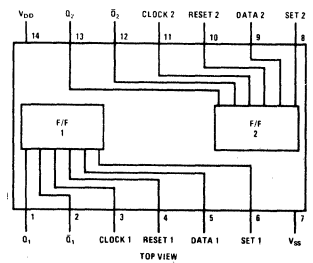 VDD Q2 Q̅2 CLOCK 2 RESET 2 DATA 2 SET 2
14 13 12 11 10 9 8
F/F 1
F/F 2
1 2 3 4 5 6 7
Q1 Q̅1 CLOCK 1 RESET 1 DATA 1 SET 1 VSS
TOP VIEW